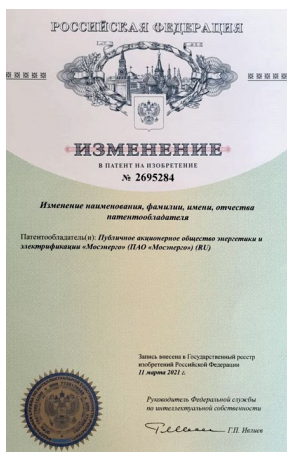 РОССИЙСКАЯ ФЕДЕРАЦИЯ
ИЗМЕНЕНИЕ
В ПАТЕНТ НА ИЗОБРЕТЕНИЕ
№ 2695284
Изменение наименования, фамилии, имени, отчества
патентообладателя
Патентообладатель(и): Публичное акционерное общество энергетики и
электрификации «Мосэнерго» (ПАО «Мосэнерго») (RU)
Запись внесена в Государственный реестр
изобретений Российской Федерации
11 марта 2021 г.
Руководитель Федеральной службы
по интеллектуальной собственности
Г.П. Ивлиев